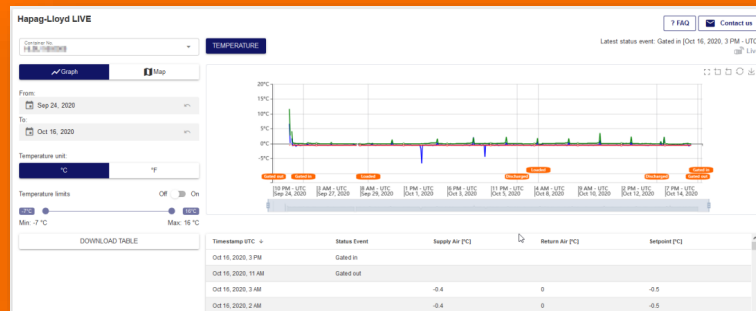 Hapag-Lloyd LIVE
? FAQ
Contact us
Container No.
TEMPERATURE
Latest status event: Gated in [Oct 16, 2020, 3 PM - UTC
Live
Graph
Map
From:
Sep 24, 2020
To:
Oct 16, 2020
Temperature unit:
°C
°F
Temperature limits
Off
On
-7°C
16°C
Min: -7 °C
Max: 16 °C
DOWNLOAD TABLE
20°C
15°C
10°C
5°C
0°C
-5°C
Loaded
Gated in
Gated out
Gated in
Loaded
Discharged
Discharged
Gated out
[10 PM - UTC
Sep 24, 2020
[3 AM - UTC
Sep 27, 2020
[8 AM - UTC
Sep 29, 2020
[1 PM - UTC
Oct 1, 2020
[6 PM - UTC
Oct 3, 2020
[11 PM - UTC
Oct 5, 2020
[4 AM - UTC
Oct 8, 2020
[9 AM - UTC
Oct 10, 2020
[2 PM - UTC
Oct 12, 2020
[7 PM - UTC
Oct 14, 2020
Timestamp UTC ↓ Status Event Supply Air [°C] Return Air [°C] Setpoint [°C]
Oct 16, 2020, 3 PM Gated in
Oct 16, 2020, 11 AM Gated out
Oct 16, 2020, 3 AM -0.4 0 -0.5
Oct 16, 2020, 2 AM -0.4 0 -0.5